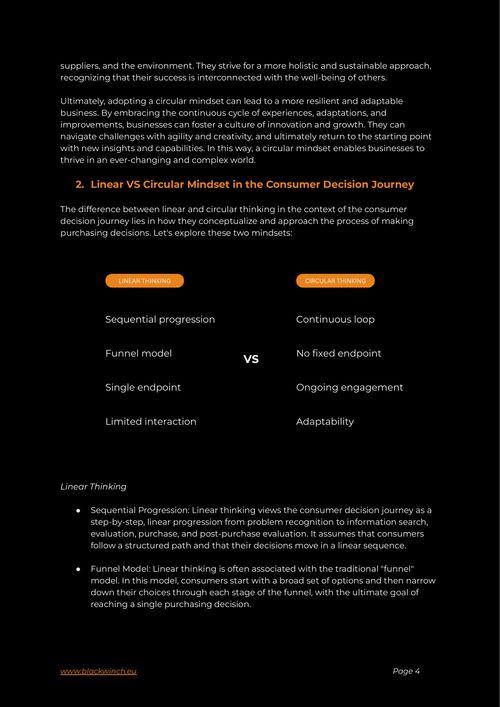 suppliers, and the environment. They strive for a more holistic and sustainable approach,
recognizing that their success is interconnected with the well-being of others.
Ultimately, adopting a circular mindset can lead to a more resilient and adaptable
business. By embracing the continuous cycle of experiences, adaptations, and
improvements, businesses can foster a culture of innovation and growth. They can
navigate challenges with agility and creativity, and ultimately return to the starting point
with new insights and capabilities. In this way, a circular mindset enables businesses to
thrive in an ever-changing and complex world.
2. Linear VS Circular Mindset in the Consumer Decision Journey
The difference between linear and circular thinking in the context of the consumer
decision journey lies in how they conceptualize and approach the process of making
purchasing decisions. Let's explore these two mindsets:
LINEAR THINKING
Sequential progression
Funnel model
Single endpoint
Limited interaction
VS
CIRCULAR THINKING
Continuous loop
No fixed endpoint
Ongoing engagement
Adaptability
Linear Thinking
● Sequential Progression: Linear thinking views the consumer decision journey as a
step-by-step, linear progression from problem recognition to information search,
evaluation, purchase, and post-purchase evaluation. It assumes that consumers
follow a structured path and that their decisions move in a linear sequence.
● Funnel Model: Linear thinking is often associated with the traditional "funnel"
model. In this model, consumers start with a broad set of options and then narrow
down their choices through each stage of the funnel, with the ultimate goal of
reaching a single purchasing decision.
www.blackwinch.eu
Page 4